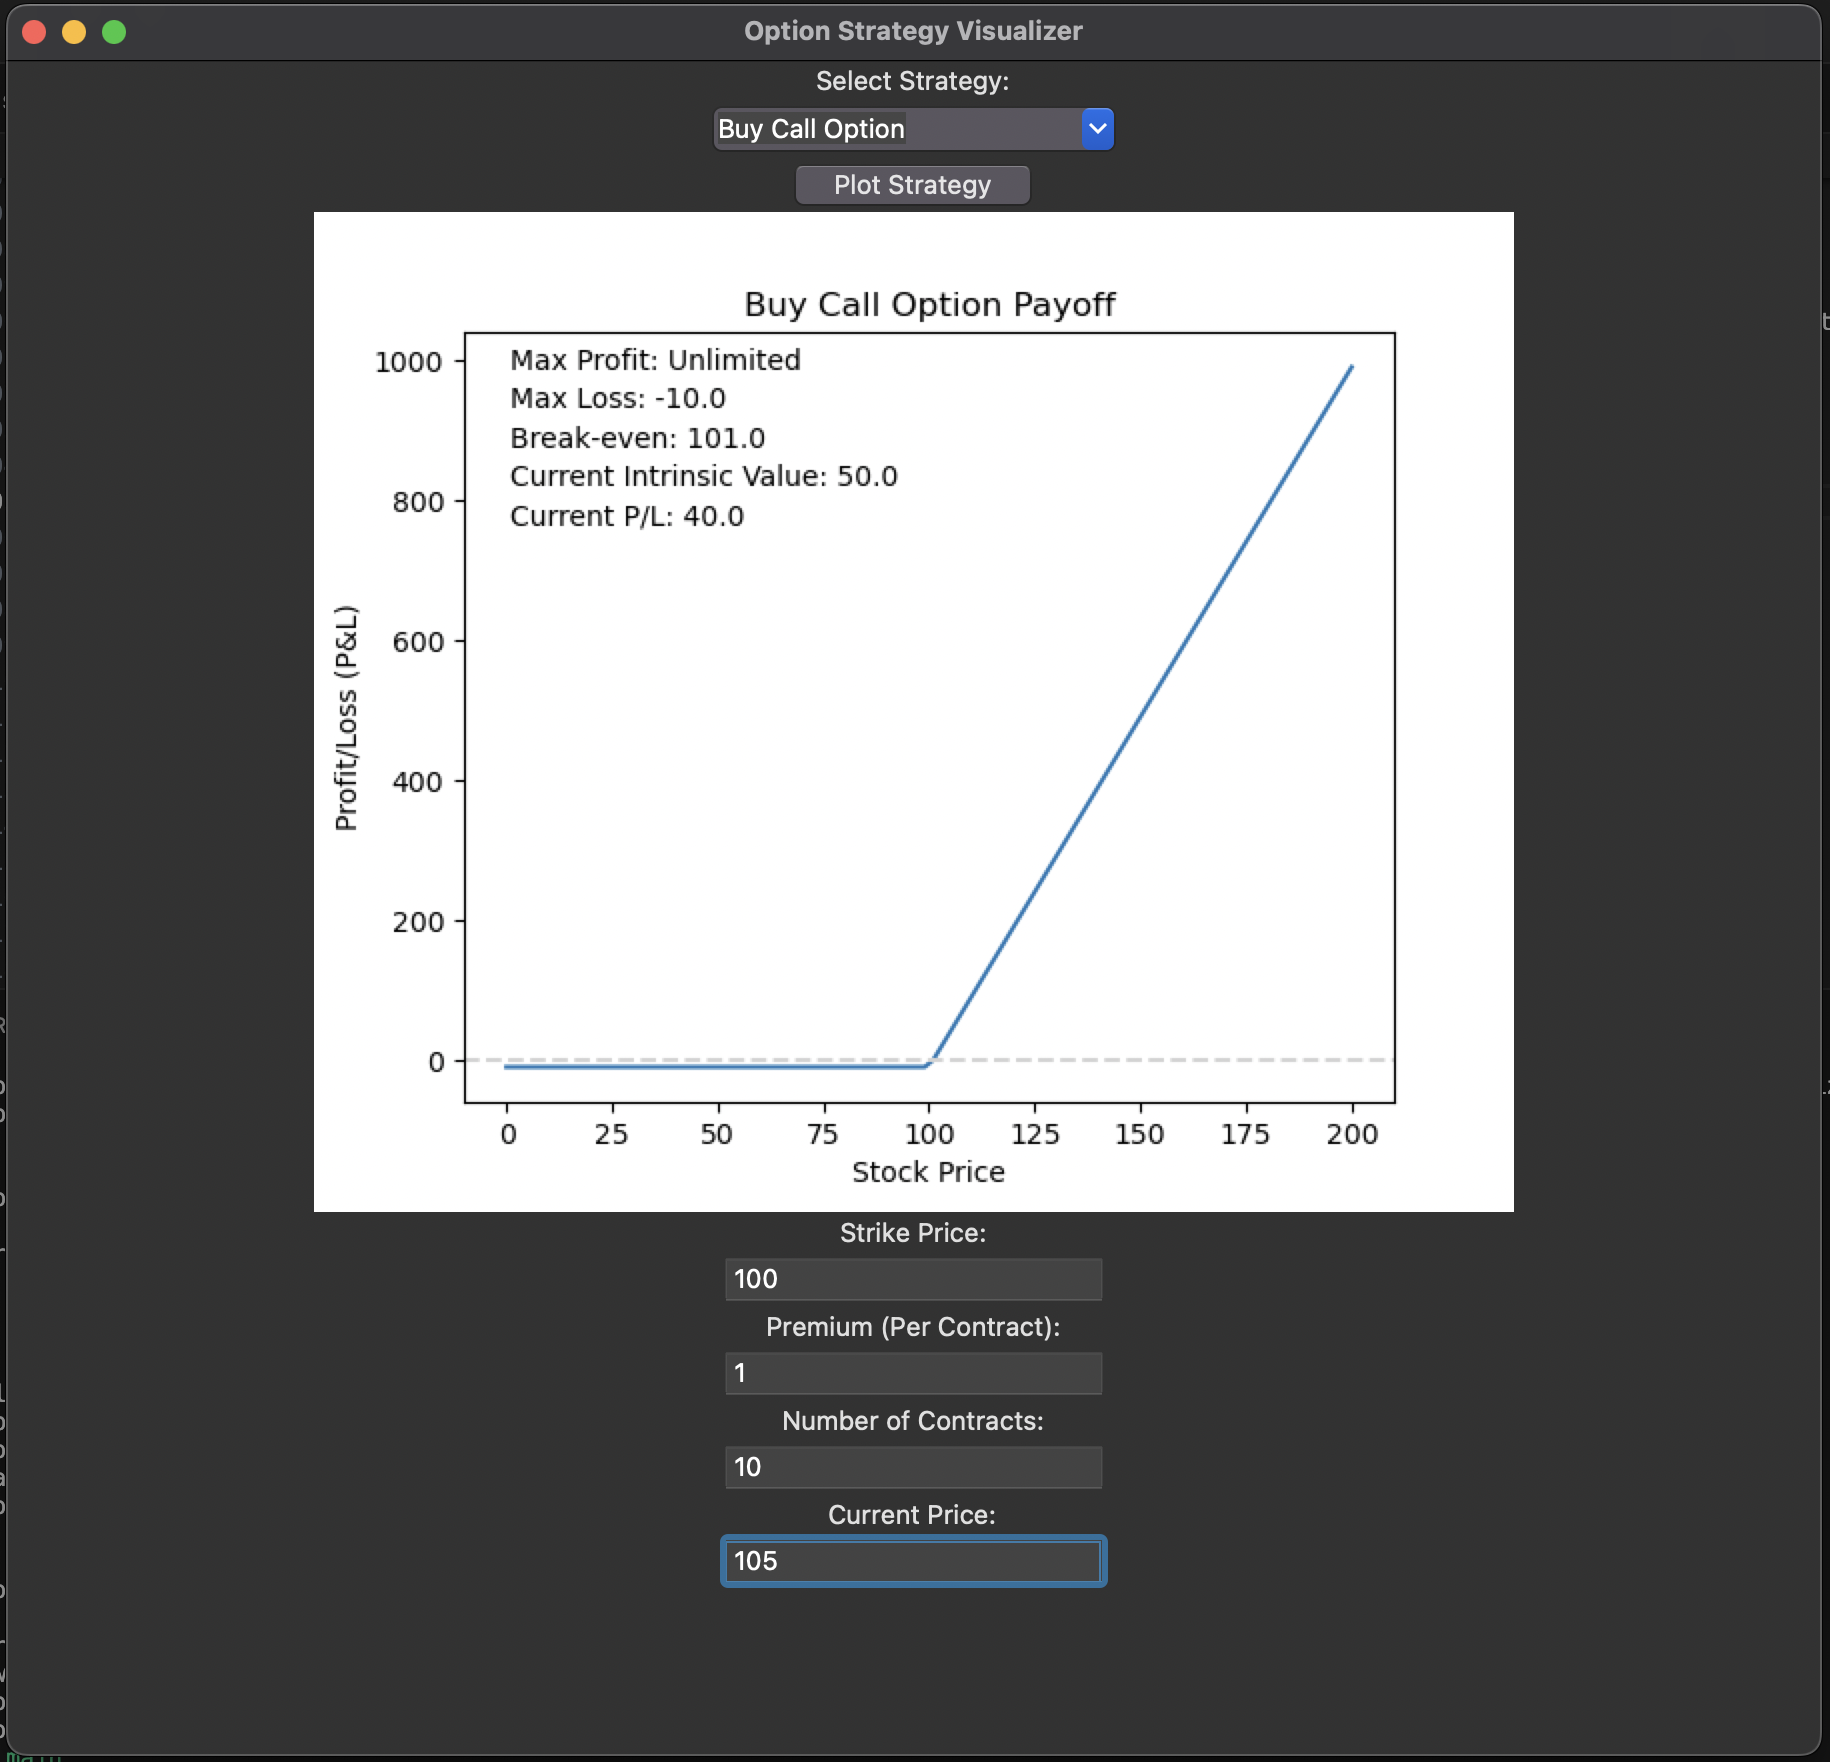 Option Strategy Visualizer
Select Strategy:
Buy Call Option
Plot Strategy
Buy Call Option Payoff
Max Profit: Unlimited
Max Loss: -10.0
Break-even: 101.0
Current Intrinsic Value: 50.0
Current P/L: 40.0
1000
800
600
400
200
0
Profit/Loss (P&L)
0 25 50 75 100 125 150 175 200
Stock Price
Strike Price:
100
Premium (Per Contract):
1
Number of Contracts:
10
Current Price:
105